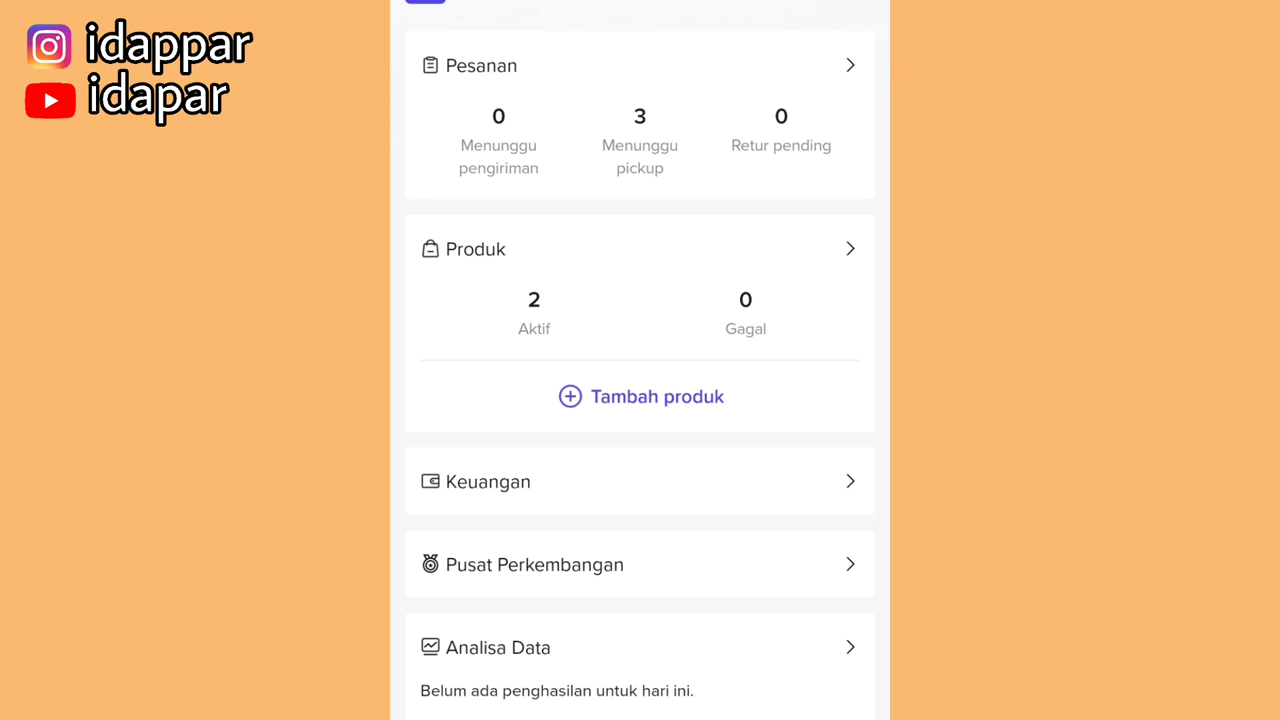 idappar
idapar
Pesanan
0
3
0
Menunggu pengiriman
Menunggu pickup
Retur pending
Produk
2
0
Aktif
Gagal
Tambah produk
Keuangan
Pusat Perkembangan
Analisa Data
Belum ada penghasilan untuk hari ini.